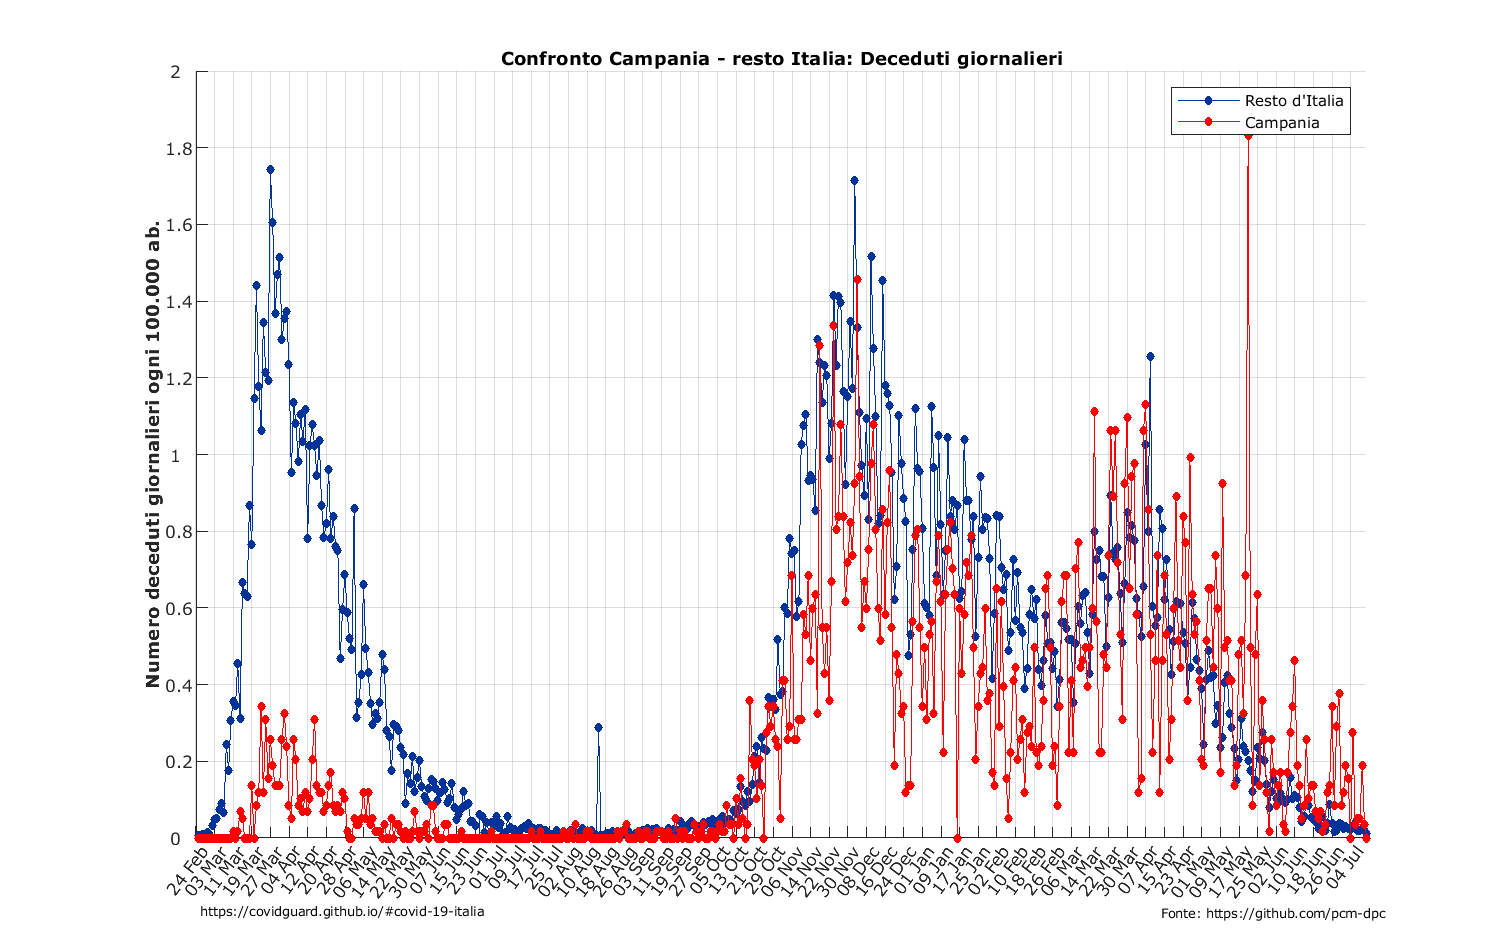 Confronto Campania - resto Italia: Deceduti giornalieri
Numero deceduti giornalieri ogni 100.000 ab.
2
1.8
1.6
1.4
1.2
1
0.8
0.6
0.4
0.2
0
Resto d'Italia
Campania
24 Feb
03 Mar
11 Mar
19 Mar
27 Mar
04 Apr
12 Apr
20 Apr
28 Apr
06 May
14 May
22 May
30 May
07 Jun
15 Jun
23 Jun
01 Jul
09 Jul
17 Jul
25 Jul
02 Aug
10 Aug
18 Aug
26 Aug
03 Sep
11 Sep
19 Sep
27 Sep
05 Oct
13 Oct
21 Oct
29 Oct
06 Nov
14 Nov
22 Nov
30 Nov
08 Dec
16 Dec
24 Dec
01 Jan
09 Jan
17 Jan
25 Jan
02 Feb
10 Feb
18 Feb
26 Feb
06 Mar
14 Mar
22 Mar
30 Mar
07 Apr
15 Apr
23 Apr
01 May
09 May
17 May
25 May
02 Jun
10 Jun
18 Jun
26 Jun
04 Jul
https://covidguard.github.io/#covid-19-italia
Fonte: https://github.com/pcm-dpc